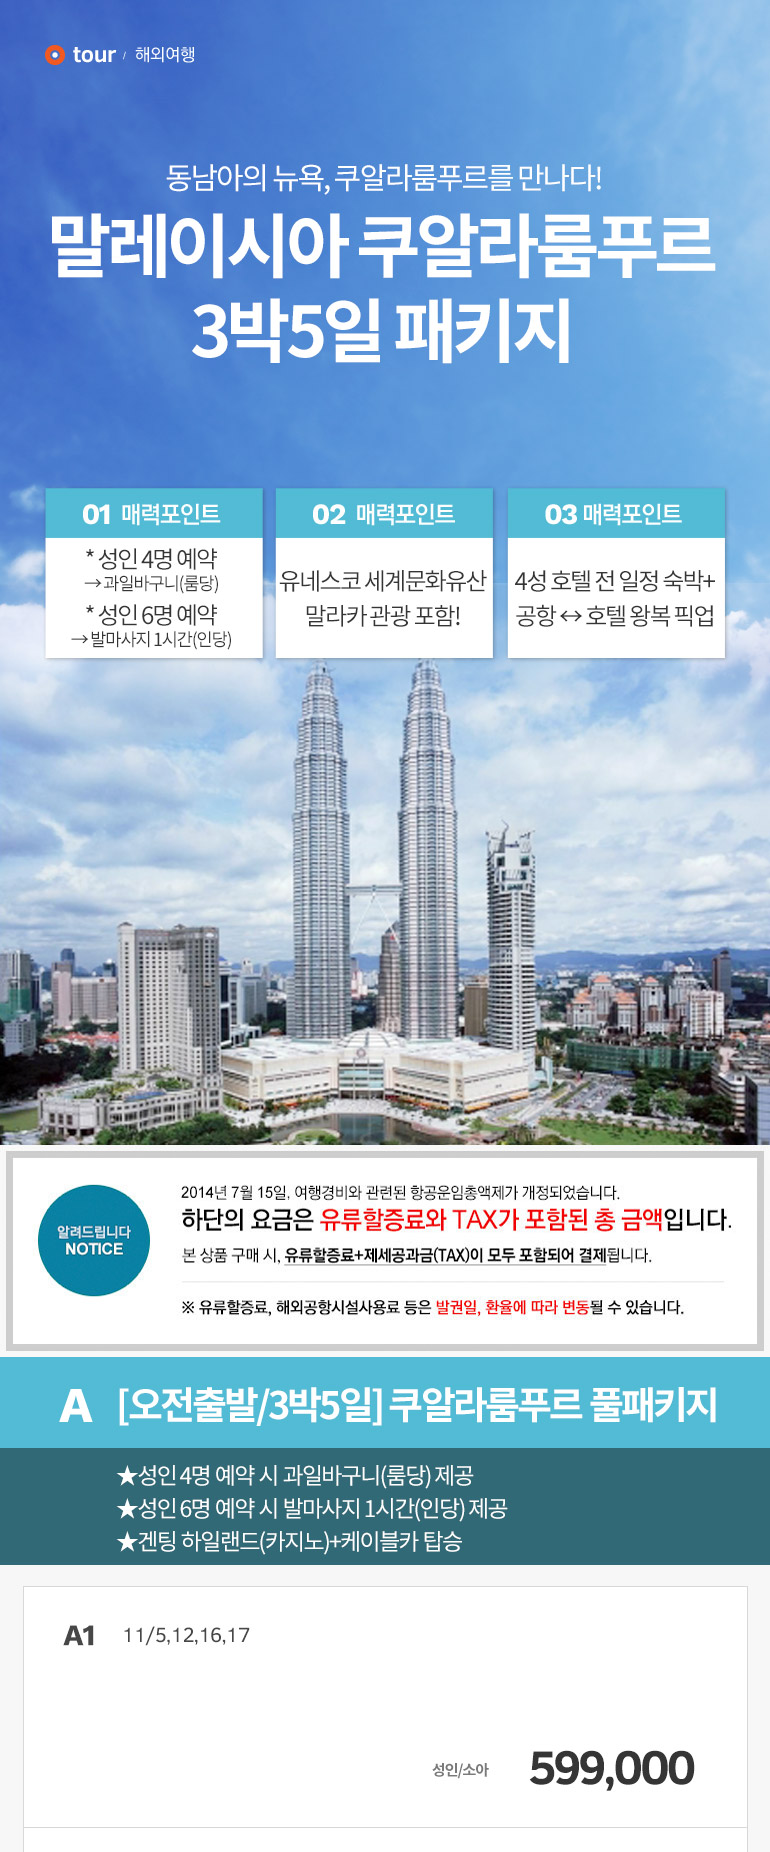 tour / 해외여행
동남아의 뉴욕, 쿠알라룸푸르를 만나다!
말레이시아 쿠알라룸푸르
3박5일 패키지
01 매력포인트
* 성인 4명 예약
→ 과일바구니(룸당)
* 성인 6명 예약
→ 발마사지 1시간(인당)
02 매력포인트
유네스코 세계문화유산
말라카 관광 포함!
03 매력포인트
4성 호텔 전 일정 숙박+
공항 ↔ 호텔 왕복 픽업
알려드립니다
NOTICE
2014년 7월 15일, 여행경비와 관련된 항공운임총액제가 개정되었습니다.
하단의 요금은 유류할증료와 TAX가 포함된 총 금액입니다.
본 상품 구매 시, 유류할증료+제세공과금(TAX)이 모두 포함되어 결제됩니다.
※ 유류할증료, 해외공항시설사용료 등은 발권일, 환율에 따라 변동될 수 있습니다.
A [오전출발/3박5일] 쿠알라룸푸르 풀패키지
★성인 4명 예약 시 과일바구니(룸당) 제공
★성인 6명 예약 시 발마사지 1시간(인당) 제공
★겐팅 하일랜드(카지노)+케이블카 탑승
A1 11/5,12,16,17
성인/소아 599,000